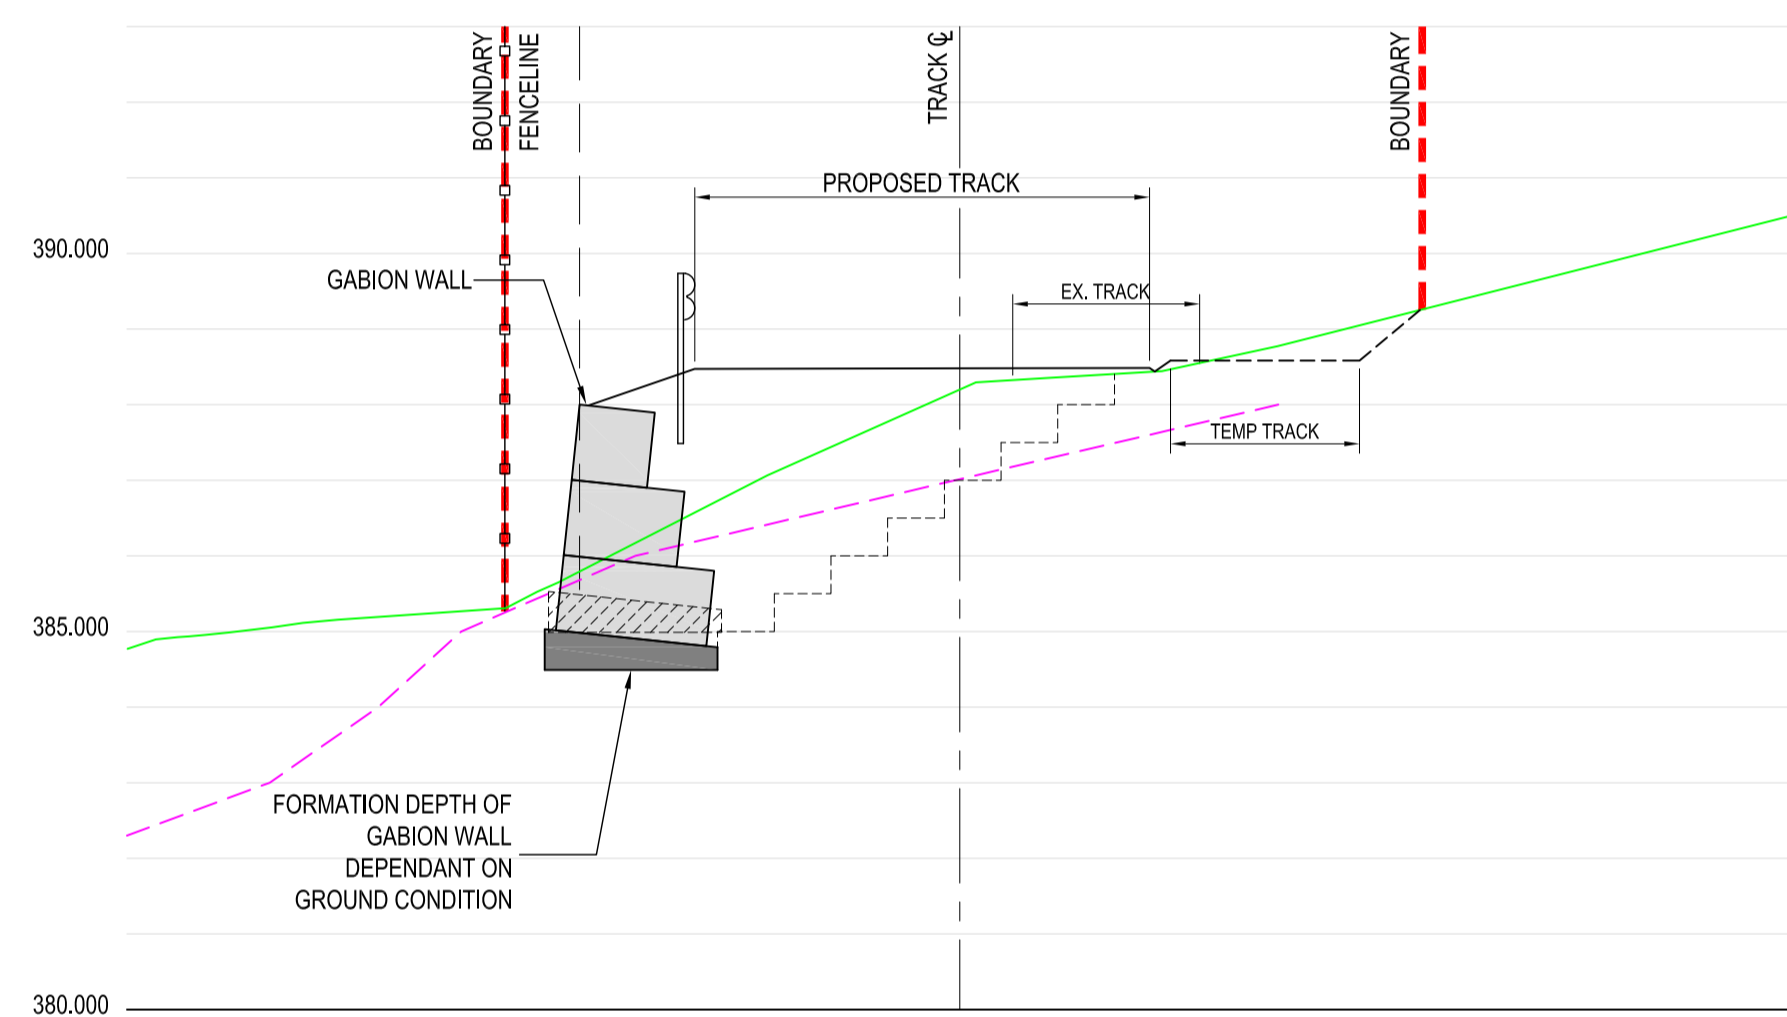 BOUNDARY
FENCELINE
TRACK ℄
BOUNDARY
PROPOSED TRACK
390.000
GABION WALL
EX. TRACK
TEMP TRACK
385.000
FORMATION DEPTH OF
GABION WALL
DEPENDANT ON
GROUND CONDITION
380.000